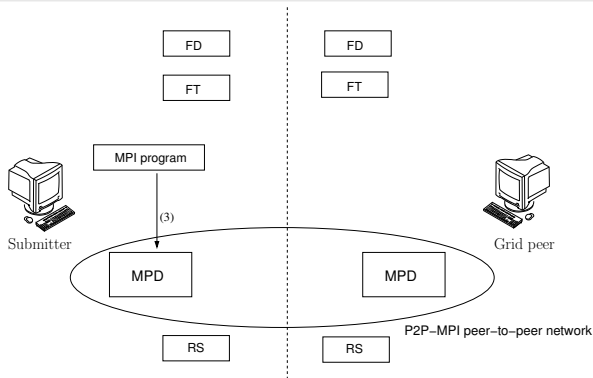 FD
FD
FT
FT
MPI program
(3)
Submitter
Grid peer
MPD
MPD
P2P−MPI peer−to−peer network
RS
RS